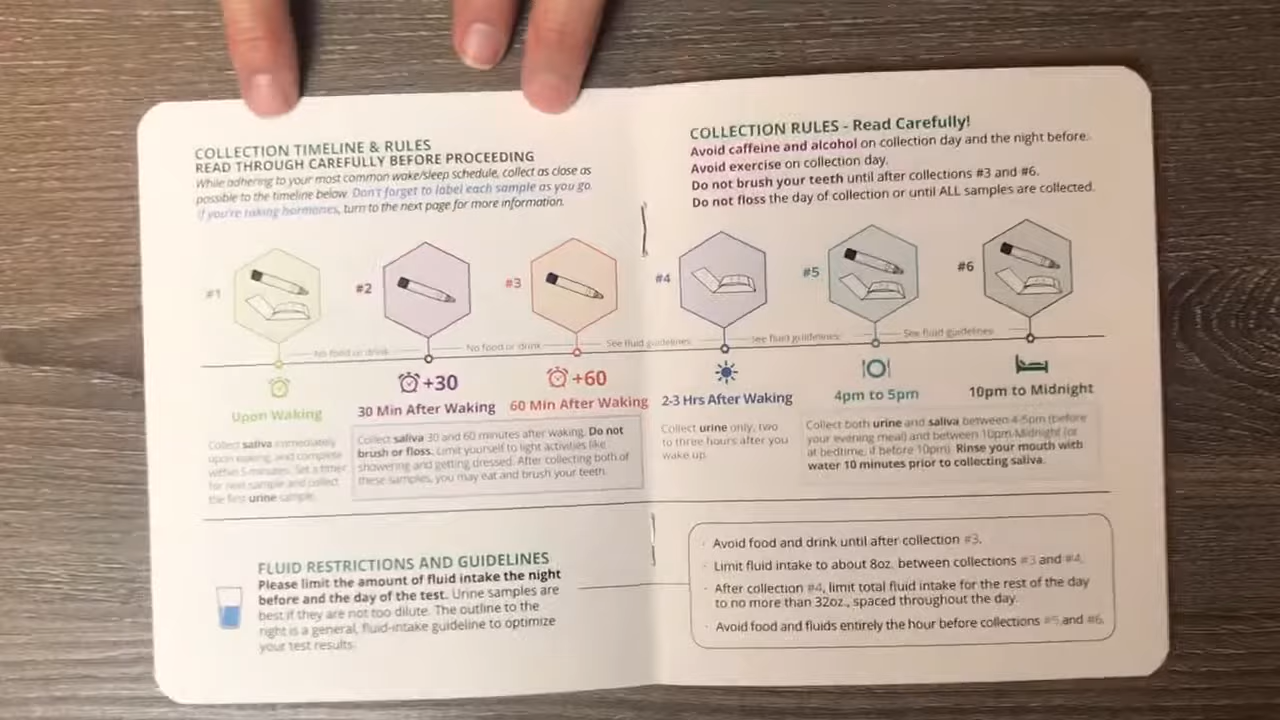 COLLECTION TIMELINE & RULES
READ THROUGH CAREFULLY BEFORE PROCEEDING
While adhering to your most common wake/sleep schedule, collect as close as
possible to the timeline below. Don't forget to label each sample as you go.
If you're taking hormones, turn to the next page for more information.
#1
#2
#3
No food or drink
No food or drink
See fluid guidelines
Upon Waking
+30
30 Min After Waking
+60
60 Min After Waking
Collect saliva immediately
upon waking, and complete
within 5 minutes. Set a timer
for next sample and collect
the first urine sample.
Collect saliva 30 and 60 minutes after waking. Do not
brush or floss. Limit yourself to light activities like
showering and getting dressed. After collecting both of
these samples, you may eat and brush your teeth.
FLUID RESTRICTIONS AND GUIDELINES
Please limit the amount of fluid intake the night
before and the day of the test. Urine samples are
best if they are not too dilute. The outline to the
right is a general, fluid-intake guideline to optimize
your test results.
COLLECTION RULES - Read Carefully!
Avoid caffeine and alcohol on collection day and the night before.
Avoid exercise on collection day.
Do not brush your teeth until after collections #3 and #6.
Do not floss the day of collection or until ALL samples are collected.
#4
#5
#6
See fluid guidelines
See fluid guidelines
2-3 Hrs After Waking
4pm to 5pm
10pm to Midnight
Collect urine only, two
to three hours after you
wake up.
Collect both urine and saliva between 4-5pm (before
your evening meal) and between 10pm-Midnight (or
at bedtime, if before 10pm). Rinse your mouth with
water 10 minutes prior to collecting saliva.
· Avoid food and drink until after collection #3.
· Limit fluid intake to about 8oz. between collections #3 and #4.
· After collection #4, limit total fluid intake for the rest of the day
to no more than 32oz., spaced throughout the day.
· Avoid food and fluids entirely the hour before collections #5 and #6.